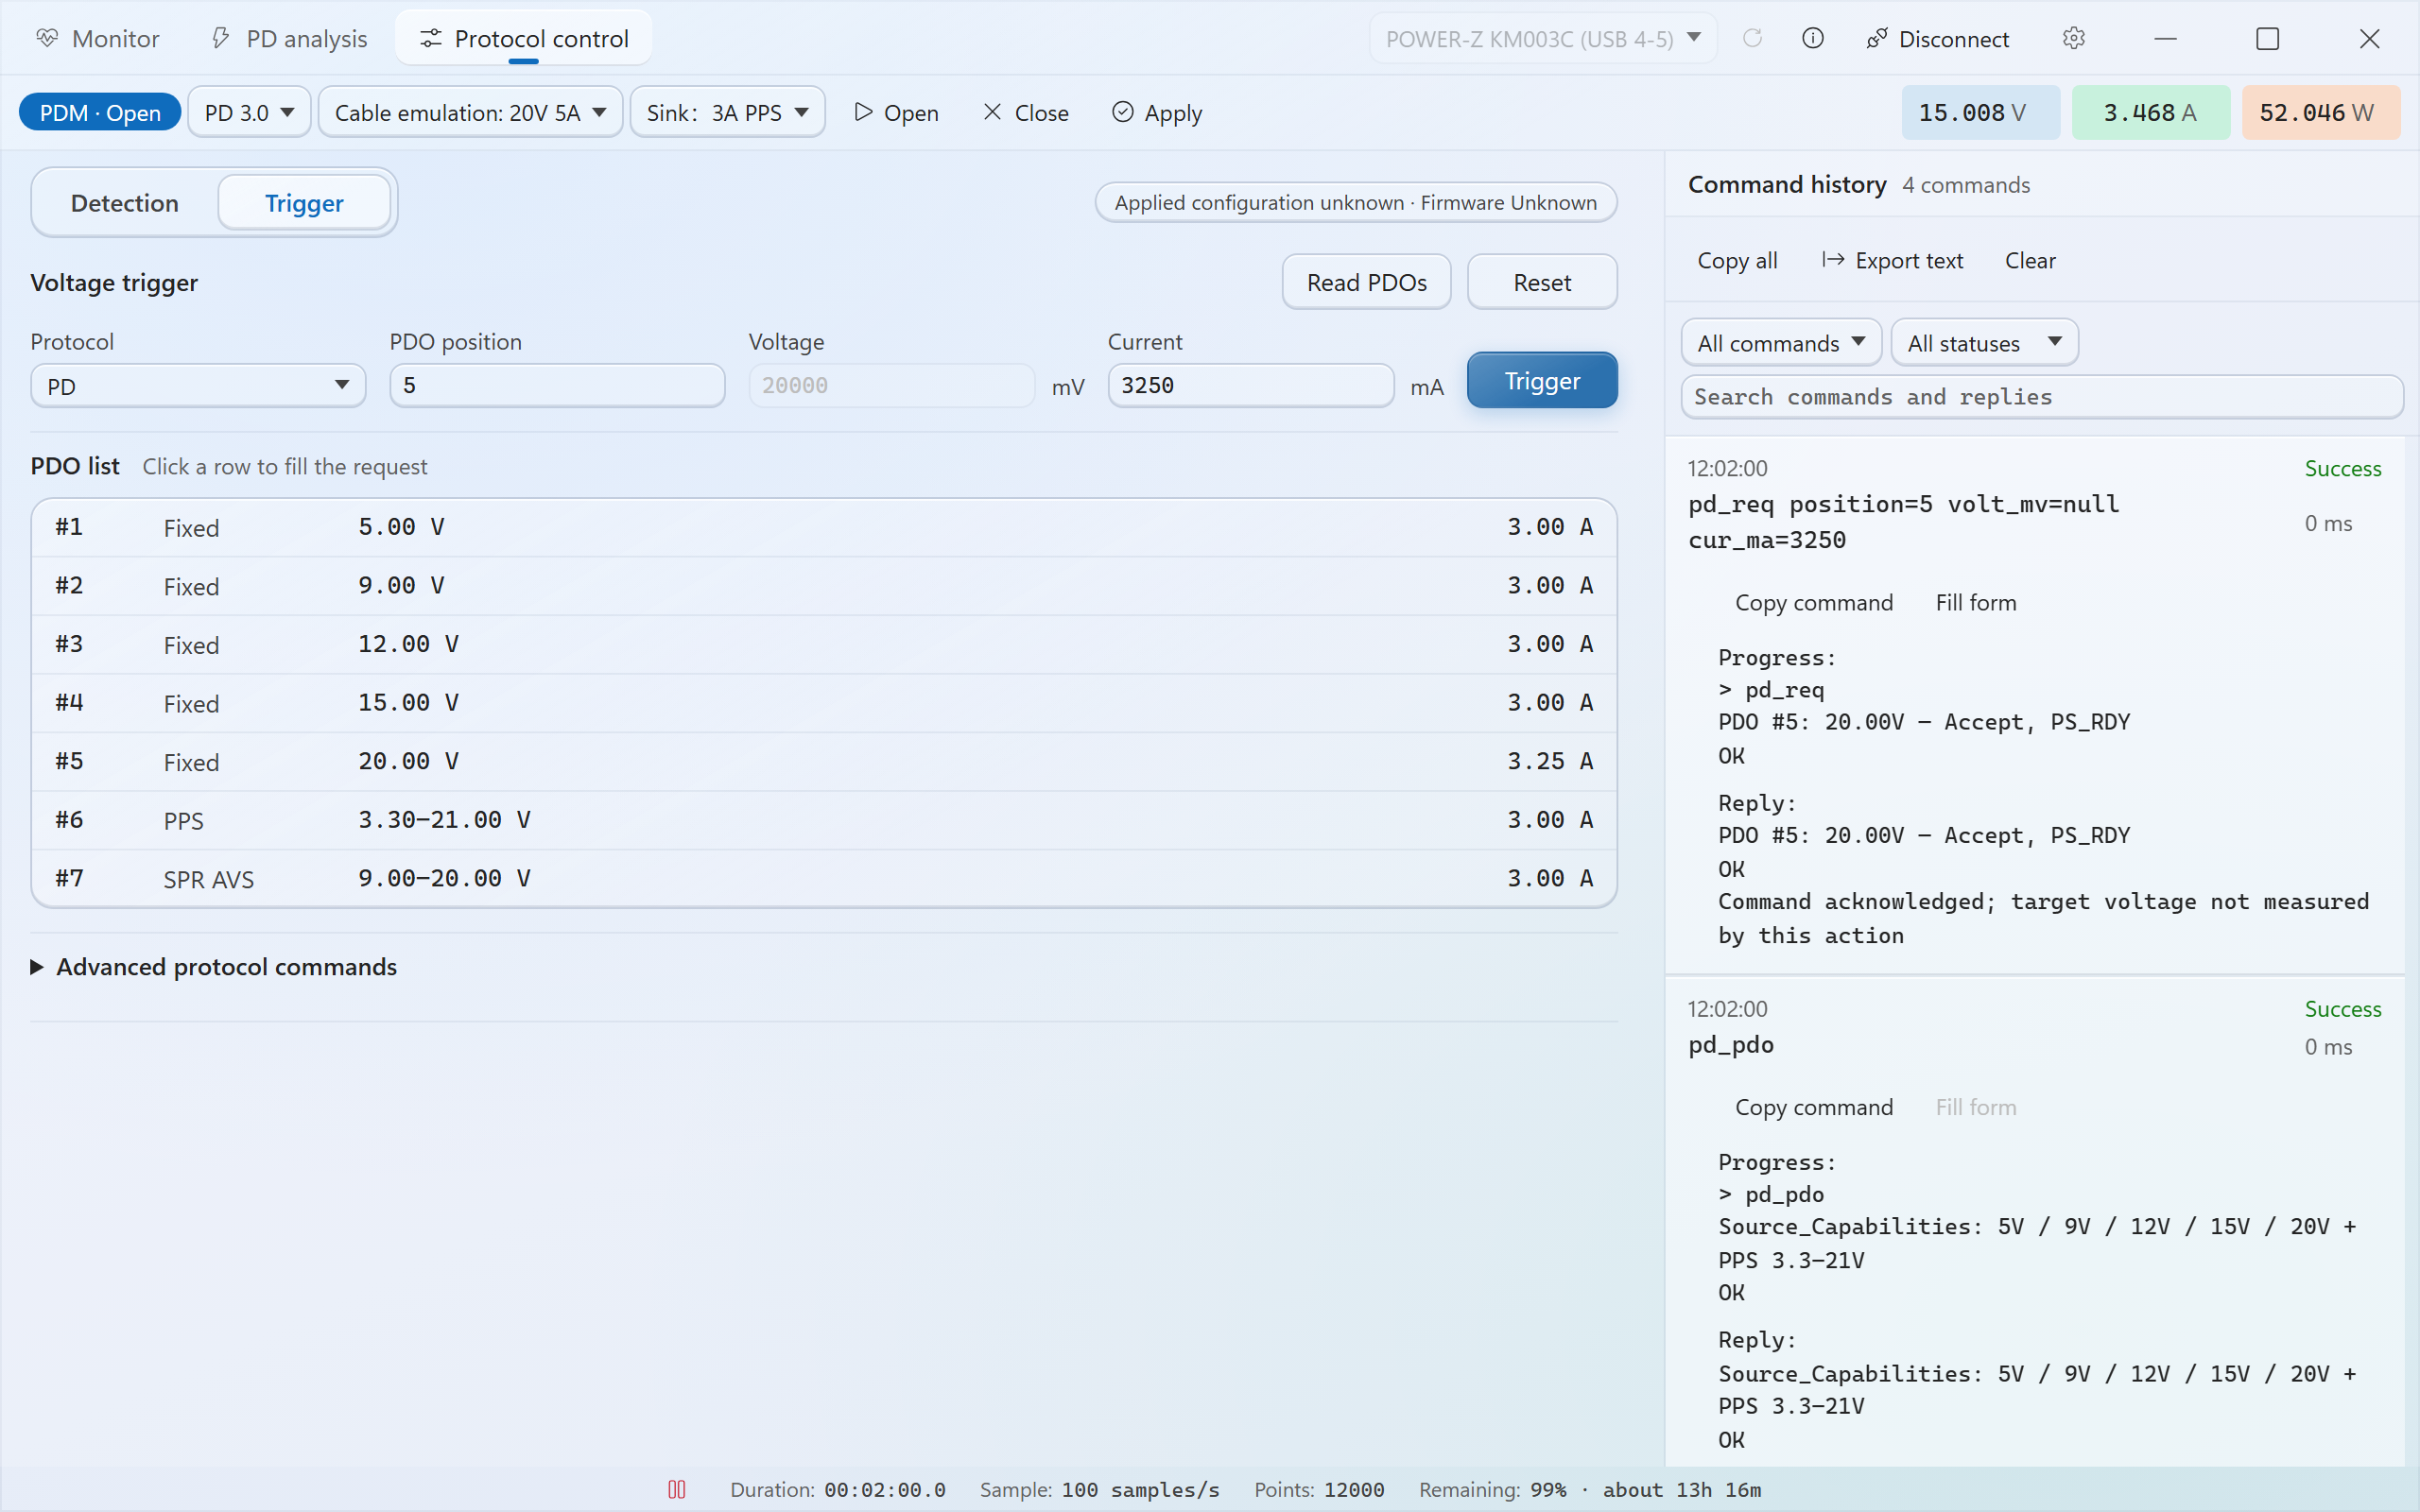 Monitor
PD analysis
Protocol control
POWER-Z KM003C (USB 4-5)
Disconnect
PDM · Open
PD 3.0
Cable emulation: 20V 5A
Sink: 3A PPS
Open
Close
Apply
15.008 V
3.468 A
52.046 W
Detection
Trigger
Applied configuration unknown · Firmware Unknown
Voltage trigger
Read PDOs
Reset
Protocol
PDO position
Voltage
Current
PD
5
20000
mV
3250
mA
Trigger
PDO list
Click a row to fill the request
#1 Fixed 5.00 V 3.00 A
#2 Fixed 9.00 V 3.00 A
#3 Fixed 12.00 V 3.00 A
#4 Fixed 15.00 V 3.00 A
#5 Fixed 20.00 V 3.25 A
#6 PPS 3.30–21.00 V 3.00 A
#7 SPR AVS 9.00–20.00 V 3.00 A
Advanced protocol commands
Command history 4 commands
Copy all
Export text
Clear
All commands
All statuses
Search commands and replies
12:02:00
Success
pd_req position=5 volt_mv=null
cur_ma=3250
0 ms
Copy command
Fill form
Progress:
> pd_req
PDO #5: 20.00V — Accept, PS_RDY
OK
Reply:
PDO #5: 20.00V — Accept, PS_RDY
OK
Command acknowledged; target voltage not measured
by this action
12:02:00
Success
pd_pdo
0 ms
Copy command
Fill form
Progress:
> pd_pdo
Source_Capabilities: 5V / 9V / 12V / 15V / 20V +
PPS 3.3–21V
OK
Reply:
Source_Capabilities: 5V / 9V / 12V / 15V / 20V +
PPS 3.3–21V
OK
Duration: 00:02:00.0
Sample: 100 samples/s
Points: 12000
Remaining: 99% · about 13h 16m